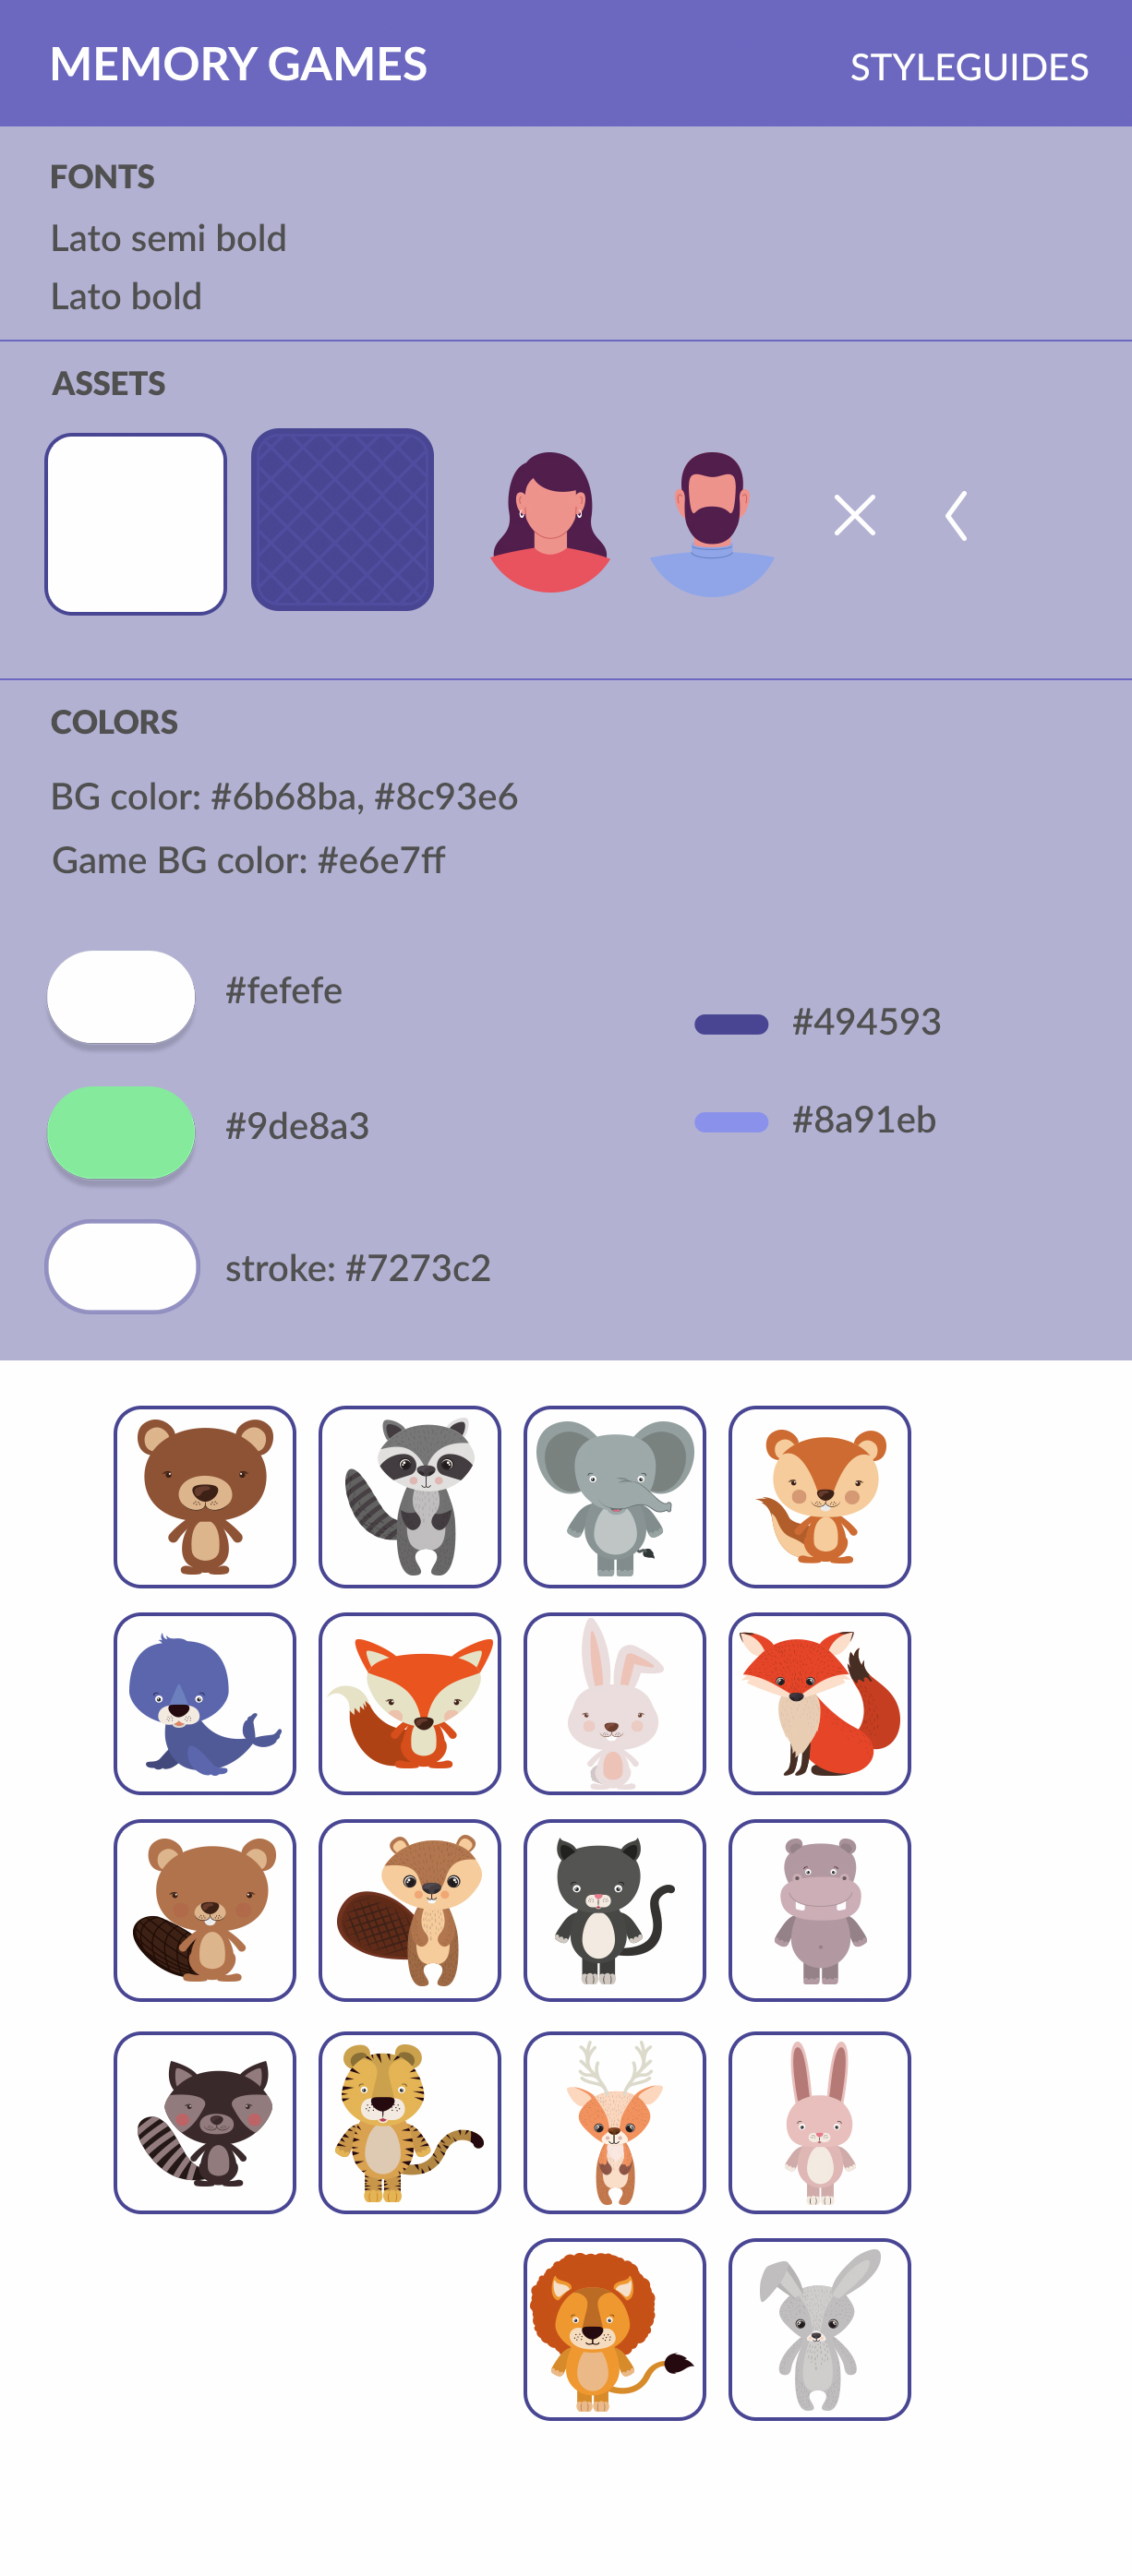 MEMORY GAMES
STYLEGUIDES
FONTS
Lato semi bold
Lato bold
ASSETS
COLORS
BG color: #6b68ba, #8c93e6
Game BG color: #e6e7ff
#fefefe
#494593
#9de8a3
#8a91eb
stroke: #7273c2